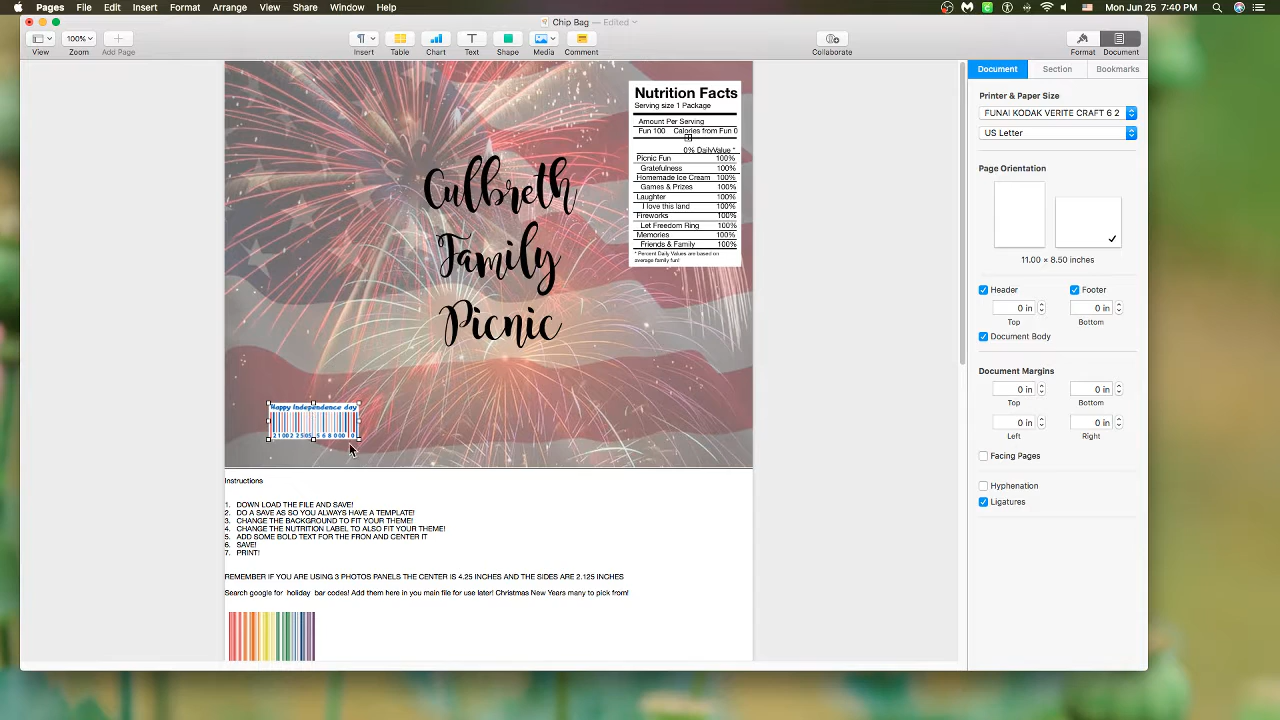 Pages File Edit Insert Format Arrange View Share Window Help
Mon Jun 25 7:40 PM
Chip Bag — Edited
100%
View Zoom Add Page Insert Table Chart Text Shape Media Comment Collaborate Format Document
Document Section Bookmarks
Printer & Paper Size
FUNAI KODAK VERITE CRAFT 6 2
US Letter
Page Orientation
11.00 × 8.50 inches
Header Footer
0 in 0 in
Top Bottom
Document Body
Document Margins
0 in 0 in
Top Bottom
0 in 0 in
Left Right
Facing Pages
Hyphenation
Ligatures
Culbreth
Family
Picnic
Nutrition Facts
Serving size 1 Package
Amount Per Serving
Fun 100 Calories from Fun 0
0% DailyValue *
Picnic Fun 100%
Gratefulness 100%
Homemade Ice Cream 100%
Games & Prizes 100%
Laughter 100%
I love this land 100%
Fireworks 100%
Let Freedom Ring 100%
Memories 100%
Friends & Family 100%
* Percent Daily Values are based on
average family fun!
Happy Independence day
Instructions
1. DOWN LOAD THE FILE AND SAVE!
2. DO A SAVE AS SO YOU ALWAYS HAVE A TEMPLATE!
3. CHANGE THE BACKGROUND TO FIT YOUR THEME!
4. CHANGE THE NUTRITION LABEL TO ALSO FIT YOUR THEME!
5. ADD SOME BOLD TEXT FOR THE FRON AND CENTER IT
6. SAVE!
7. PRINT!
REMEMBER IF YOU ARE USING 3 PHOTOS PANELS THE CENTER IS 4.25 INCHES AND THE SIDES ARE 2.125 INCHES
Search google for holiday bar codes! Add them here in you main file for use later! Christmas New Years many to pick from!